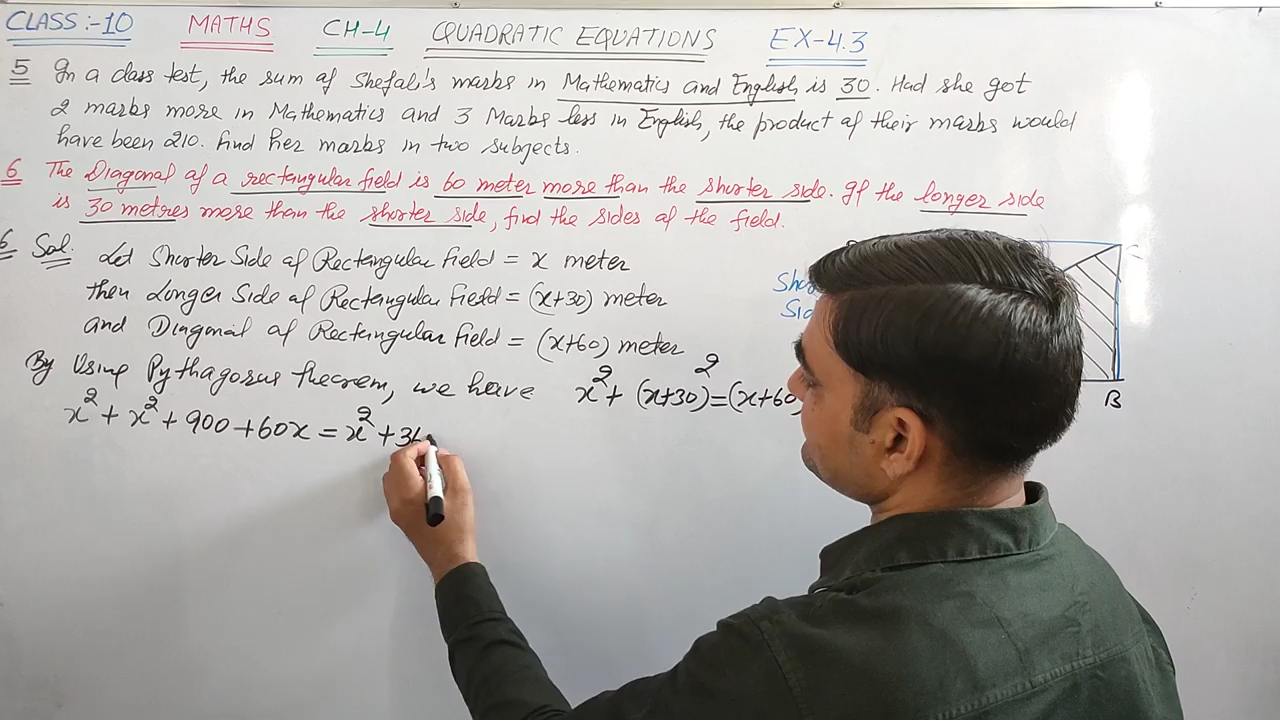 CLASS:-10 MATHS CH-4 QUADRATIC EQUATIONS EX-4.3
5 In a class test, the sum of Shefali's marks in Mathematics and English is 30. Had she got
2 marks more in Mathematics and 3 Marks less in English, the product of their marks would
have been 210. Find her marks in two subjects.
6 The Diagonal of a rectangular field is 60 meter more than the shorter side. If the longer side
is 30 metres more than the shorter side, find the sides of the field.
6 Sol. Let Shorter Side of Rectangular Field = x meter
then Longer Side of Rectangular Field = (x+30) meter
and Diagonal of Rectangular Field = (x+60) meter
By Using Pythagorus theorem, we have x² + (x+30)² = (x+60)
x² + x² + 900 + 60x = x² + 36
B